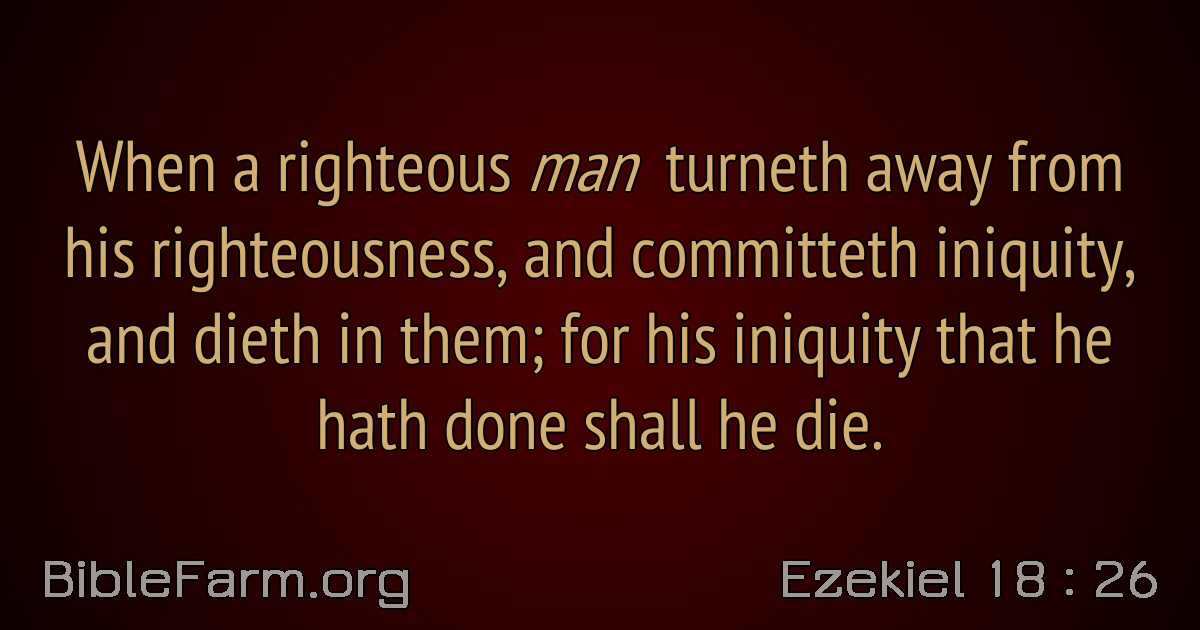 When a righteous man turneth away from
his righteousness, and committeth iniquity,
and dieth in them; for his iniquity that he
hath done shall he die.
BibleFarm.org
Ezekiel 18 : 26